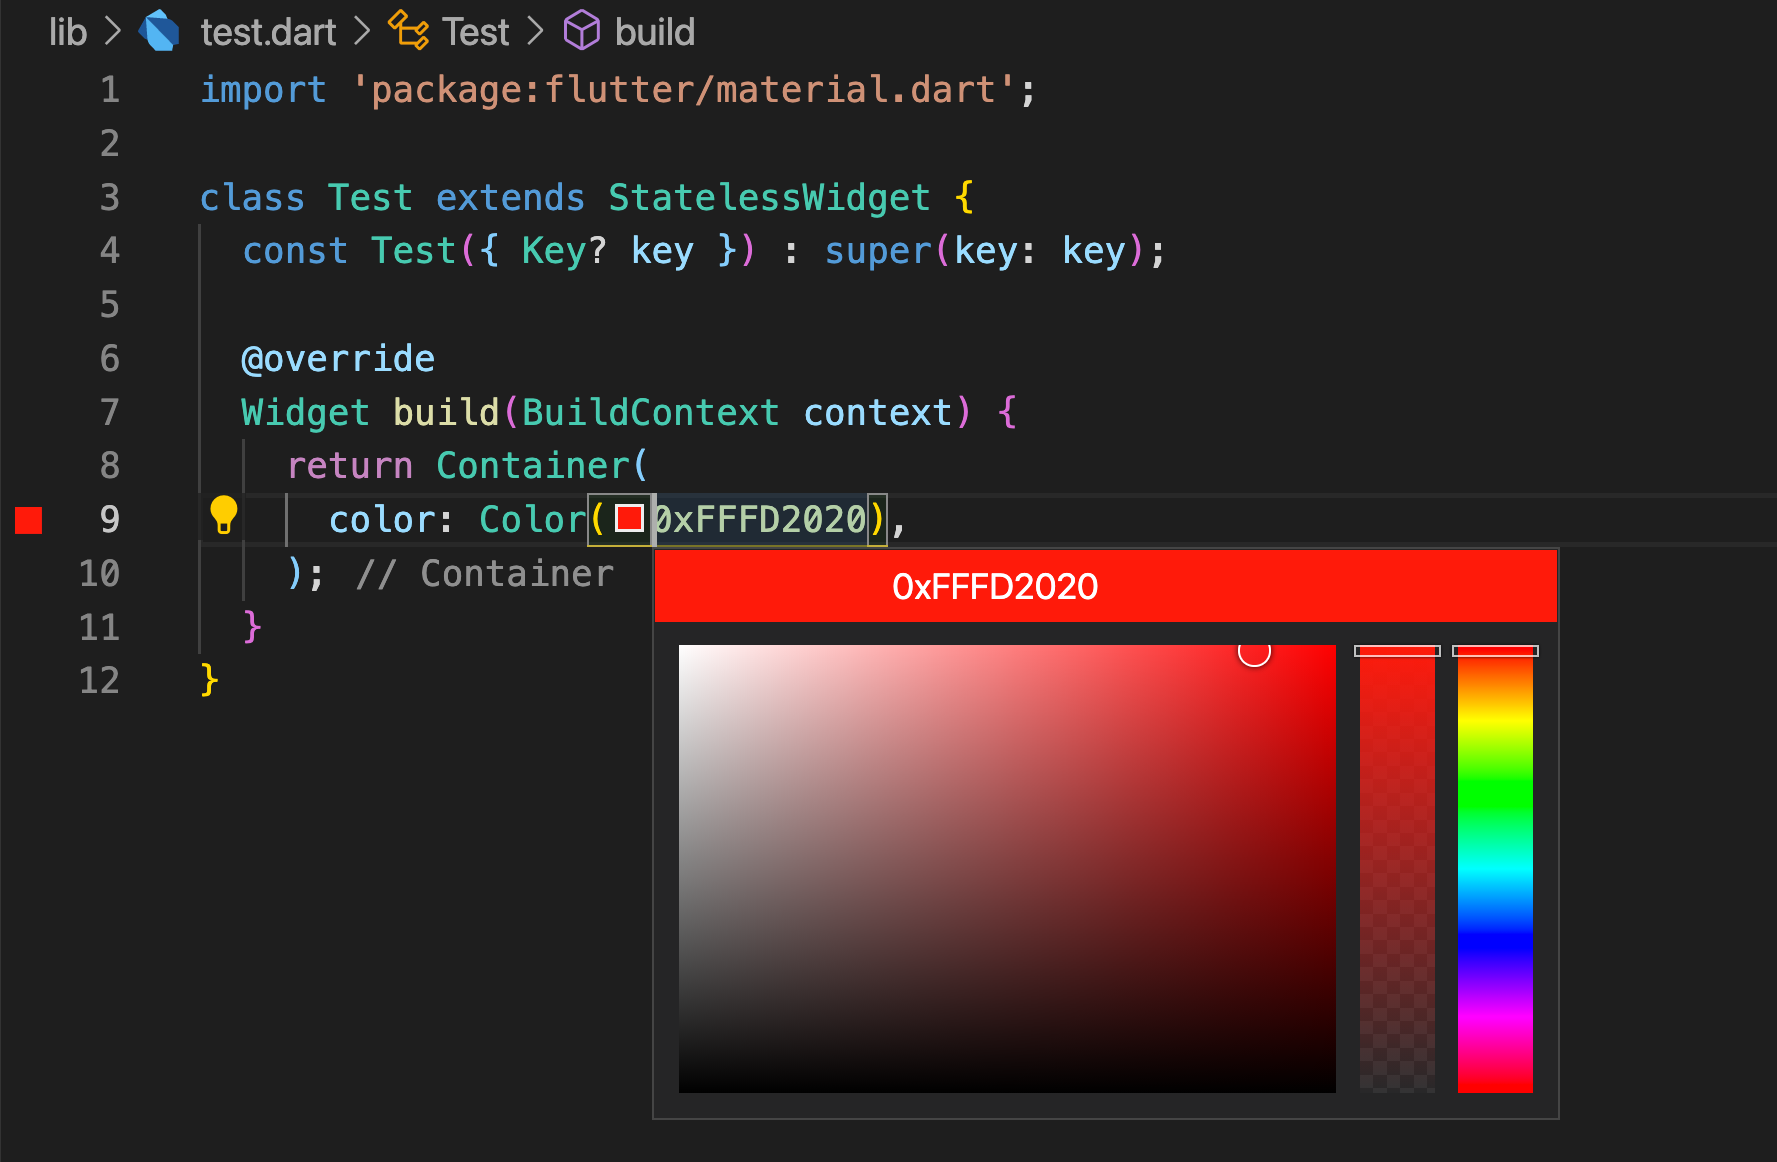 lib > test.dart > Test > build
1 import 'package:flutter/material.dart';
2
3 class Test extends StatelessWidget {
4 const Test({ Key? key }) : super(key: key);
5
6 @override
7 Widget build(BuildContext context) {
8 return Container(
9 color: Color(0xFFFD2020),
10 ); // Container
0xFFFD2020
11 }
12 }